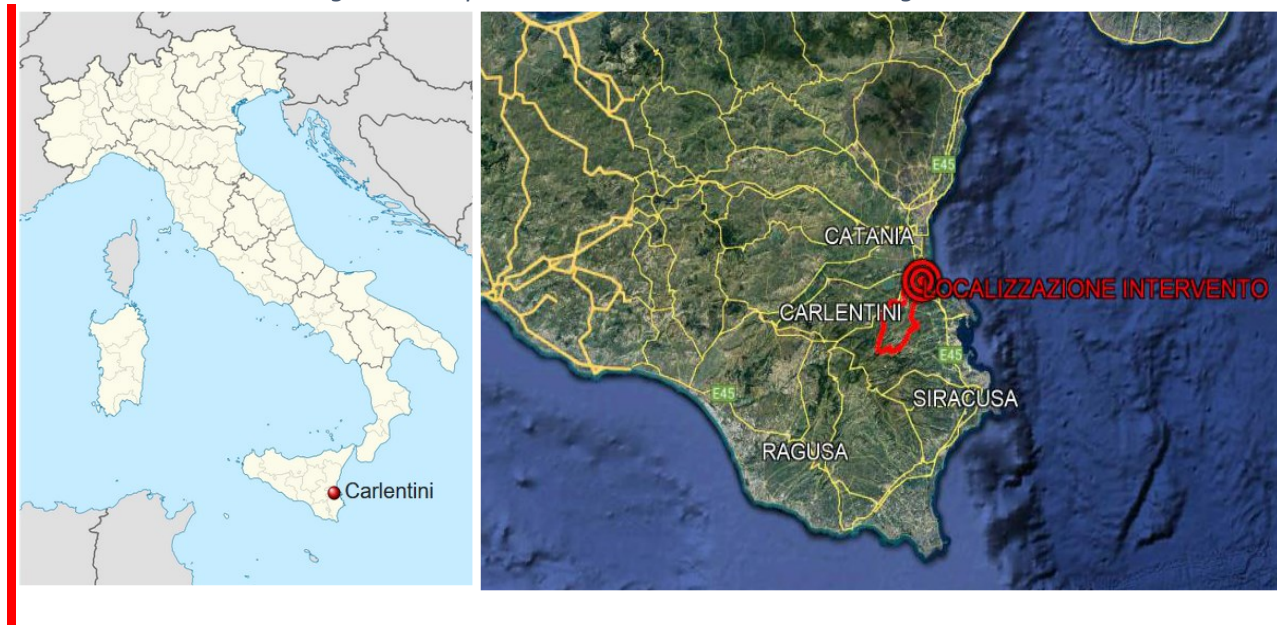 Carlentini
E45
CATANIA
LOCALIZZAZIONE INTERVENTO
CARLENTINI
E45
E45
SIRACUSA
RAGUSA